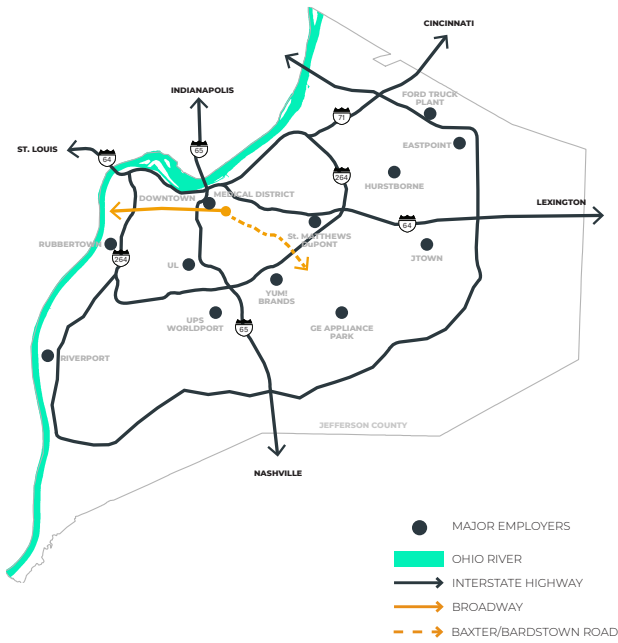 CINCINNATI
INDIANAPOLIS
FORD TRUCK
PLANT
71
65
EASTPOINT
ST. LOUIS
64
264
HURSTBORNE
DOWNTOWN
MEDICAL DISTRICT
LEXINGTON
64
RUBBERTOWN
St. MATTHEWS
DUPONT
264
UL
JTOWN
YUM!
BRANDS
UPS
WORLDPORT
65
GE APPLIANCE
PARK
RIVERPORT
JEFFERSON COUNTY
NASHVILLE
MAJOR EMPLOYERS
OHIO RIVER
INTERSTATE HIGHWAY
BROADWAY
BAXTER/BARDSTOWN ROAD